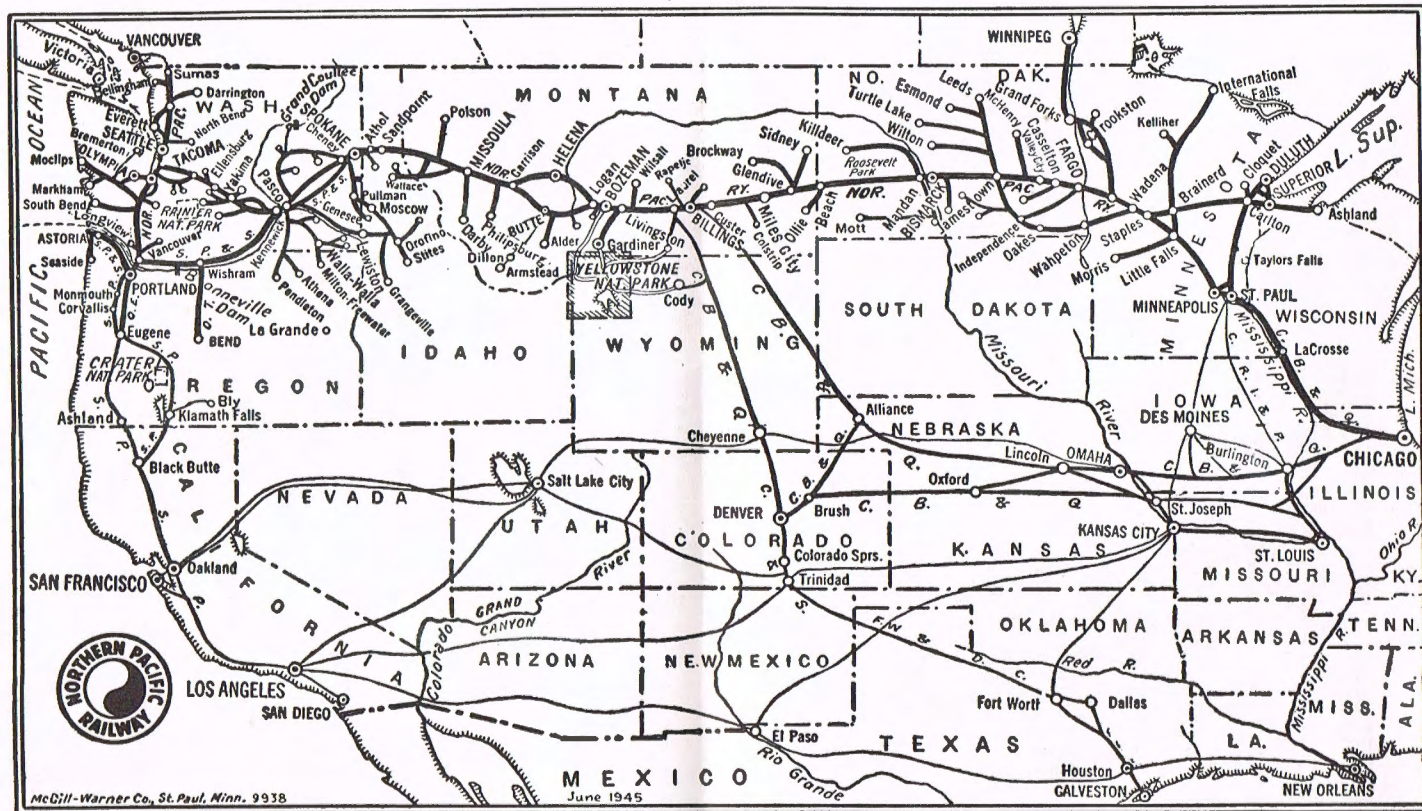 VANCOUVER
Victoria
Bellingham
Sumas
Darrington
WASH.
North Bend
Everett
SEATTLE
Bremerton
OLYMPIA
TACOMA
Moclips
Markham
South Bend
Longview
RAINIER
NAT. PARK
Ellensburg
Yakima
Pasco
Kennewick
Grand Coulee
Dam
Cheney
SPOKANE
Athol
Sandpoint
P. & S.
Wallace
Pullman
Moscow
Genesee
Lewiston
Orofino
Stites
Grangeville
Walla Walla
Milton-Freewater
Athena
Pendleton
La Grande
ASTORIA
Seaside
S. P. & S.
Vancouver
S. P. & S.
Wishram
PORTLAND
Bonneville
Dam
BEND
Monmouth
Corvallis
O. E.
Eugene
S. P.
CRATER
NAT. PARK
OREGON
Bly
Klamath Falls
Ashland
S. P.
Black Butte
PACIFIC OCEAN
PAC.
NOR.
IDAHO
MONTANA
Polson
MISSOULA
NOR.
Garrison
HELENA
Logan
BOZEMAN
Wilsall
Rapelje
Laurel
BUTTE
Darby
Philipsburg
Dillon
Alder
Armstead
Gardiner
Livingston
PAC.
BILLINGS
RY.
Custer
Colstrip
Miles City
Ollie
Beach
Brockway
Glendive
Sidney
Killdeer
YELLOWSTONE
NAT. PARK
Cody
WYOMING
C. B. & Q.
C. B. & Q.
NO. DAK.
Roosevelt
Park
NOR.
Mott
Mandan
BISMARCK
Wilton
Turtle Lake
Esmond
Leeds
McHenry
Jamestown
PAC.
Valley City
Casselton
FARGO
Grand Forks
Crookston
WINNIPEG
Independence
Oakes
Wahpeton
RY.
Staples
Wadena
Morris
Little Falls
Brainerd
Kelliher
International
Falls
Cloquet
DULUTH
SUPERIOR
L. Sup.
Carlton
Ashland
Taylors Falls
MINNESOTA
MINNEAPOLIS
ST. PAUL
WISCONSIN
SOUTH DAKOTA
Missouri River
Mississippi R.
C. B. & Q.
LaCrosse
L. Mich.
C. R. I. & P.
IOWA
DES MOINES
Burlington
CHICAGO
ILLINOIS
Alliance
NEBRASKA
Cheyenne
Lincoln
OMAHA
C. B. & Q.
Oxford
C. B. & Q.
C. B. & Q.
Brush
DENVER
St. Joseph
KANSAS CITY
ST. LOUIS
Ohio R.
MISSOURI
KY.
COLORADO
KANSAS
Colorado Sprs.
C. & S.
Trinidad
NEVADA
Salt Lake City
UTAH
River
GRAND
CANYON
Colorado
CALIFORNIA
Oakland
SAN FRANCISCO
S. P.
LOS ANGELES
SAN DIEGO
ARIZONA
NEW MEXICO
OKLAHOMA
ARKANSAS
TENN.
F. W. & D. C.
Red R.
Mississippi R.
MISS.
ALA.
Fort Worth
Dallas
El Paso
TEXAS
LA.
Rio Grande
Houston
GALVESTON
NEW ORLEANS
MEXICO
NORTHERN PACIFIC
RAILWAY
McGill-Warner Co., St. Paul, Minn. 9938
June 1945